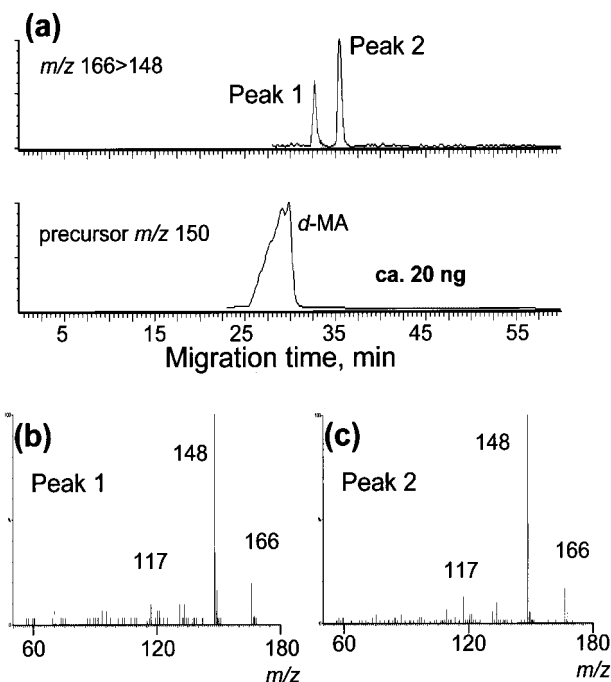 (a)
m/z 166>148
Peak 1
Peak 2
precursor m/z 150
d-MA
ca. 20 ng
5 15 25 35 45 55
Migration time, min
(b)
Peak 1
148
117
166
60 120 180
m/z
(c)
Peak 2
148
117
166
60 120 180
m/z